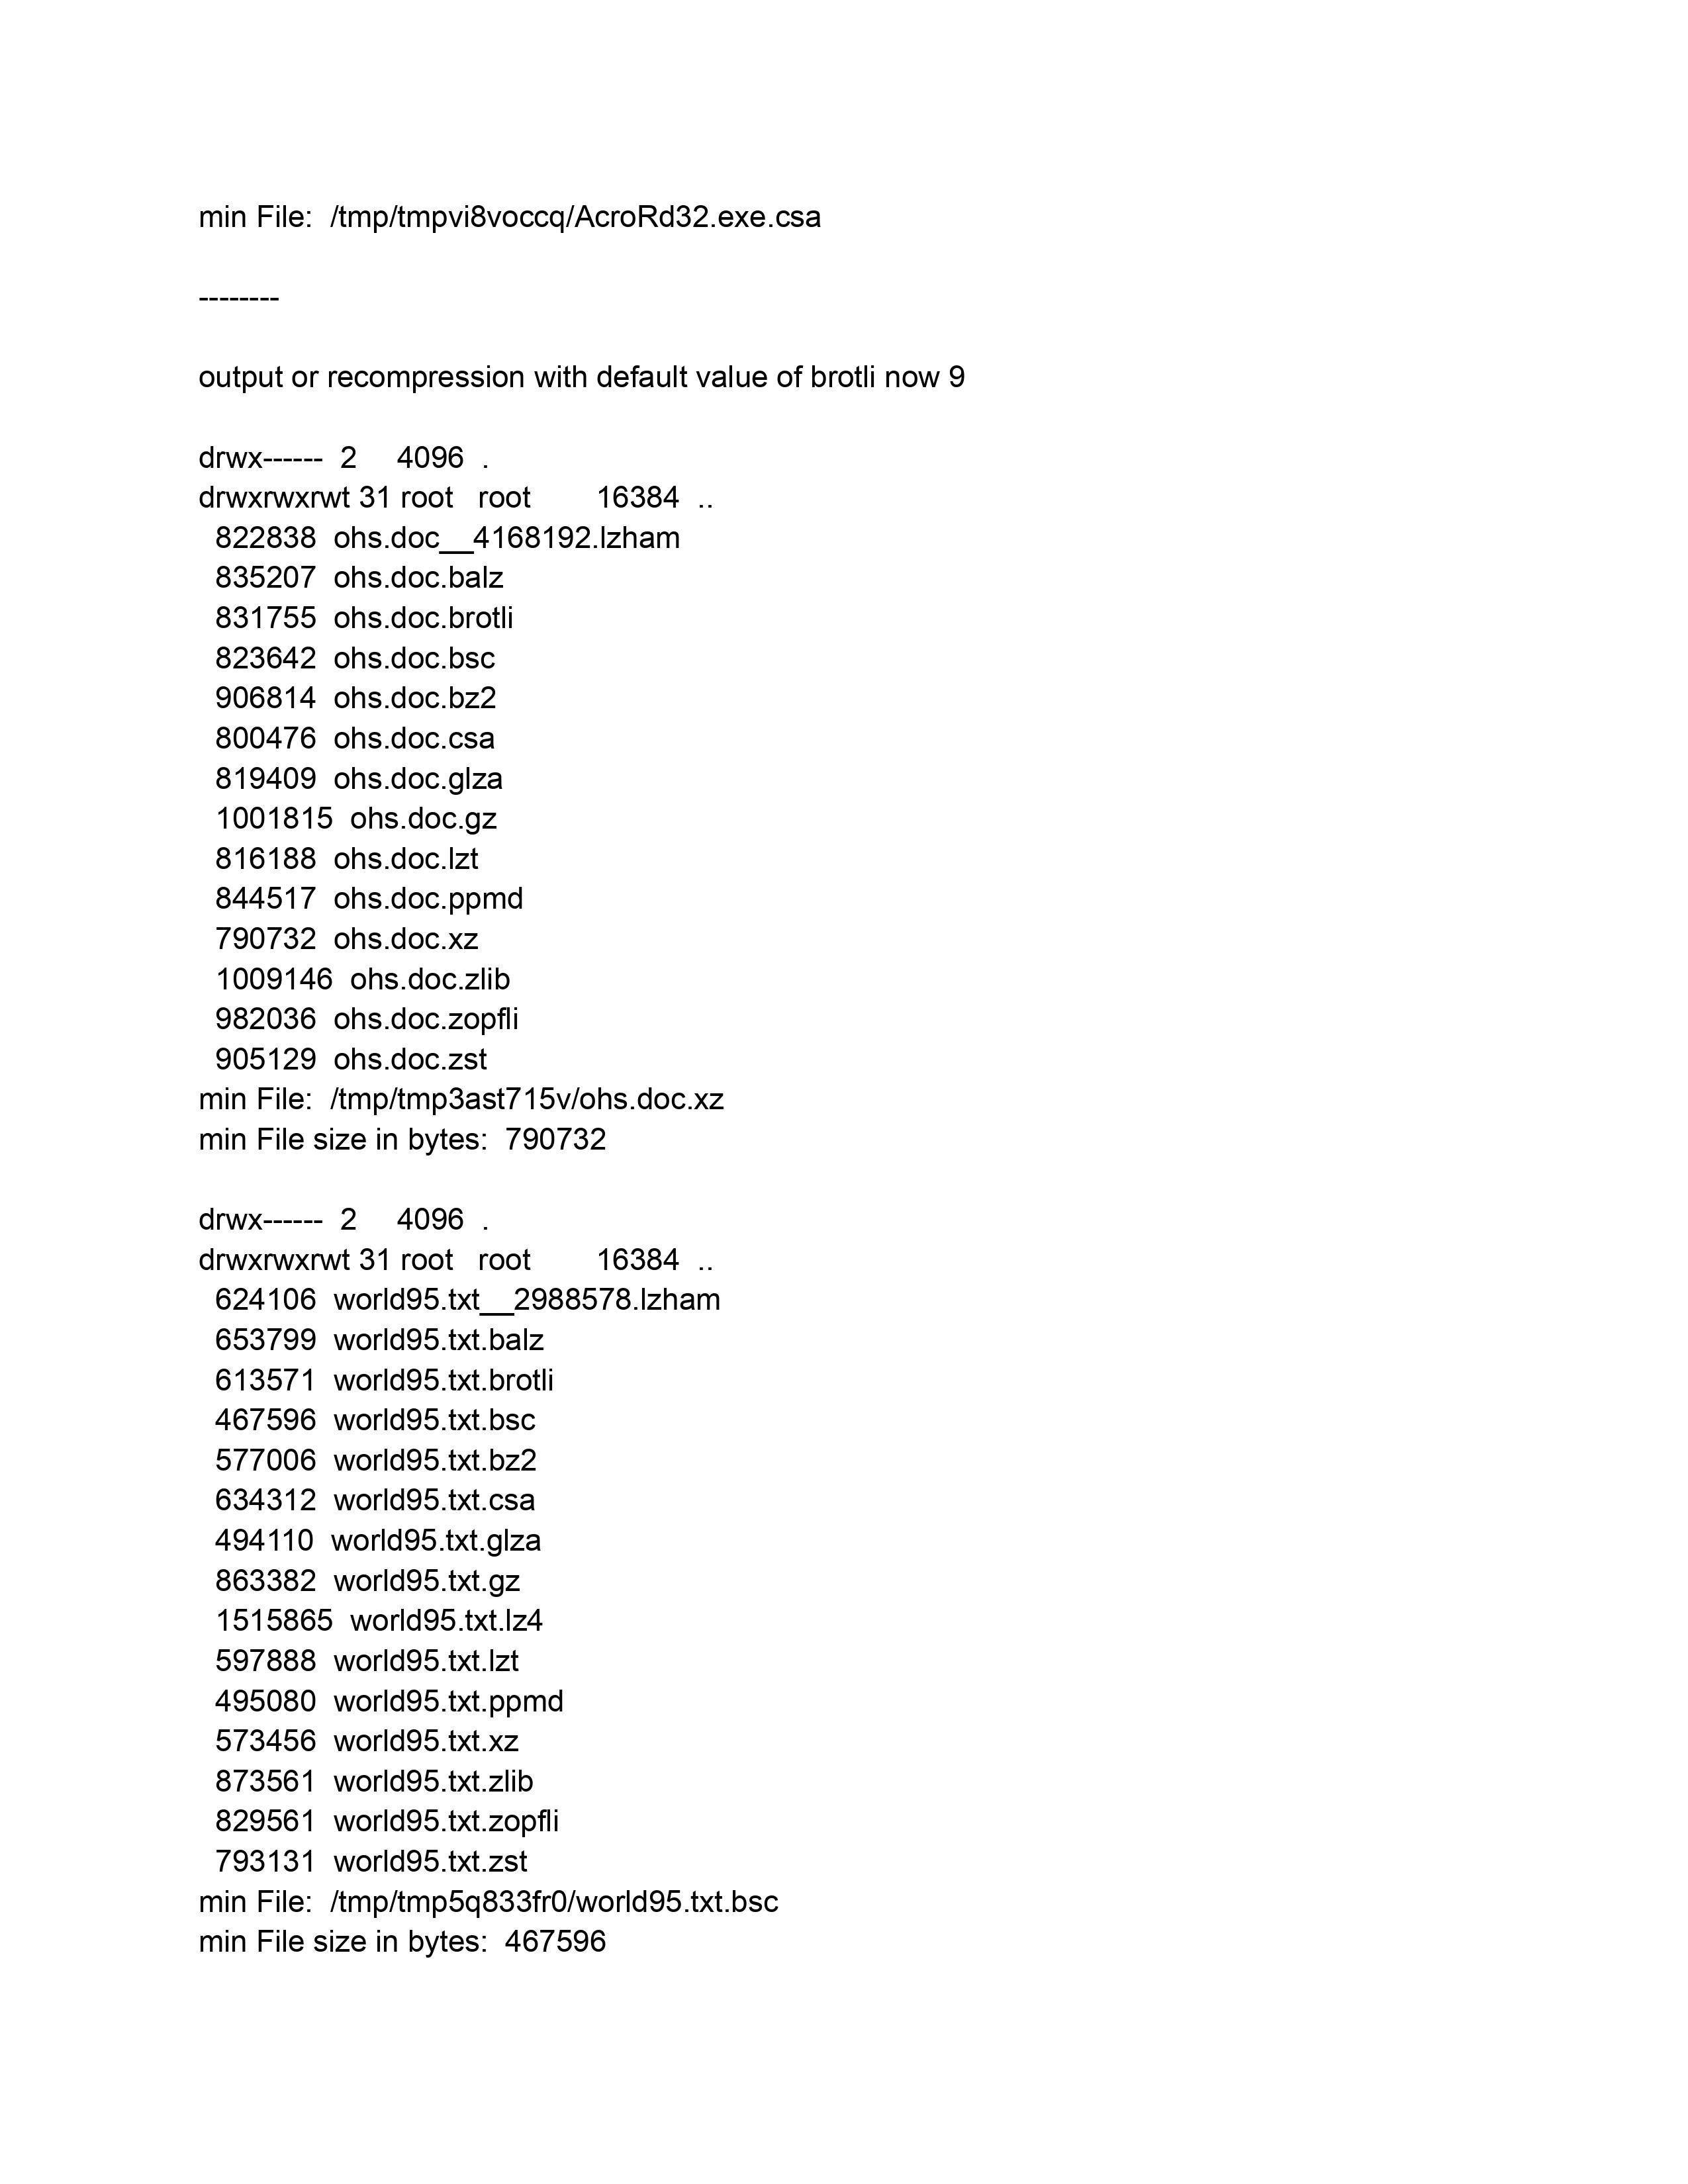 min File:  /tmp/tmpvi8voccq/AcroRd32.exe.csa
--------
output or recompression with default value of brotli now 9
drwx------  2     4096  .
drwxrwxrwt 31 root   root        16384  ..
  822838  ohs.doc__4168192.lzham
  835207  ohs.doc.balz
  831755  ohs.doc.brotli
  823642  ohs.doc.bsc
  906814  ohs.doc.bz2
  800476  ohs.doc.csa
  819409  ohs.doc.glza
  1001815  ohs.doc.gz
  816188  ohs.doc.lzt
  844517  ohs.doc.ppmd
  790732  ohs.doc.xz
  1009146  ohs.doc.zlib
  982036  ohs.doc.zopfli
  905129  ohs.doc.zst
min File:  /tmp/tmp3ast715v/ohs.doc.xz
min File size in bytes:  790732
drwx------  2     4096  .
drwxrwxrwt 31 root   root        16384  ..
  624106  world95.txt__2988578.lzham
  653799  world95.txt.balz
  613571  world95.txt.brotli
  467596  world95.txt.bsc
  577006  world95.txt.bz2
  634312  world95.txt.csa
  494110  world95.txt.glza
  863382  world95.txt.gz
  1515865  world95.txt.lz4
  597888  world95.txt.lzt
  495080  world95.txt.ppmd
  573456  world95.txt.xz
  873561  world95.txt.zlib
  829561  world95.txt.zopfli
  793131  world95.txt.zst
min File:  /tmp/tmp5q833fr0/world95.txt.bsc
min File size in bytes:  467596